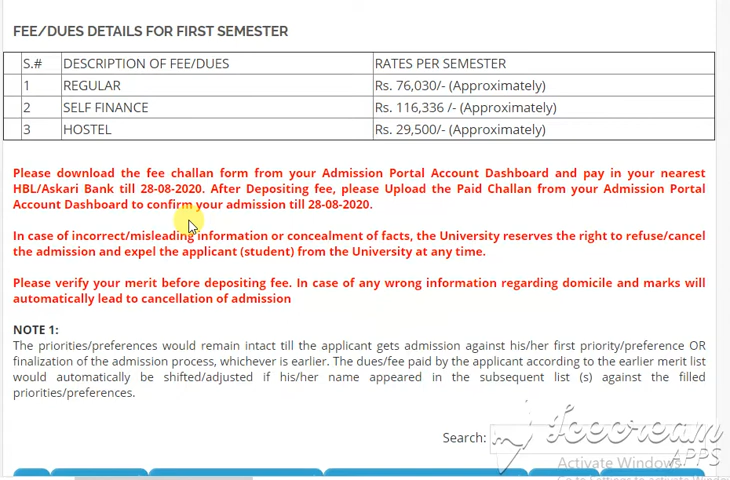 FEE/DUES DETAILS FOR FIRST SEMESTER
S.# DESCRIPTION OF FEE/DUES RATES PER SEMESTER
1 REGULAR Rs. 76,030/- (Approximately)
2 SELF FINANCE Rs. 116,336 /- (Approximately)
3 HOSTEL Rs. 29,500/- (Approximately)
Please download the fee challan form from your Admission Portal Account Dashboard and pay in your nearest
HBL/Askari Bank till 28-08-2020. After Depositing fee, please Upload the Paid Challan from your Admission Portal
Account Dashboard to confirm your admission till 28-08-2020.
In case of incorrect/misleading information or concealment of facts, the University reserves the right to refuse/cancel
the admission and expel the applicant (student) from the University at any time.
Please verify your merit before depositing fee. In case of any wrong information regarding domicile and marks will
automatically lead to cancellation of admission
NOTE 1:
The priorities/preferences would remain intact till the applicant gets admission against his/her first priority/preference OR
finalization of the admission process, whichever is earlier. The dues/fee paid by the applicant according to the earlier merit list
would automatically be shifted/adjusted if his/her name appeared in the subsequent list (s) against the filled
priorities/preferences.
Search:
Icecream
APPS
Activate Windows
Go to Settings to activate Windows